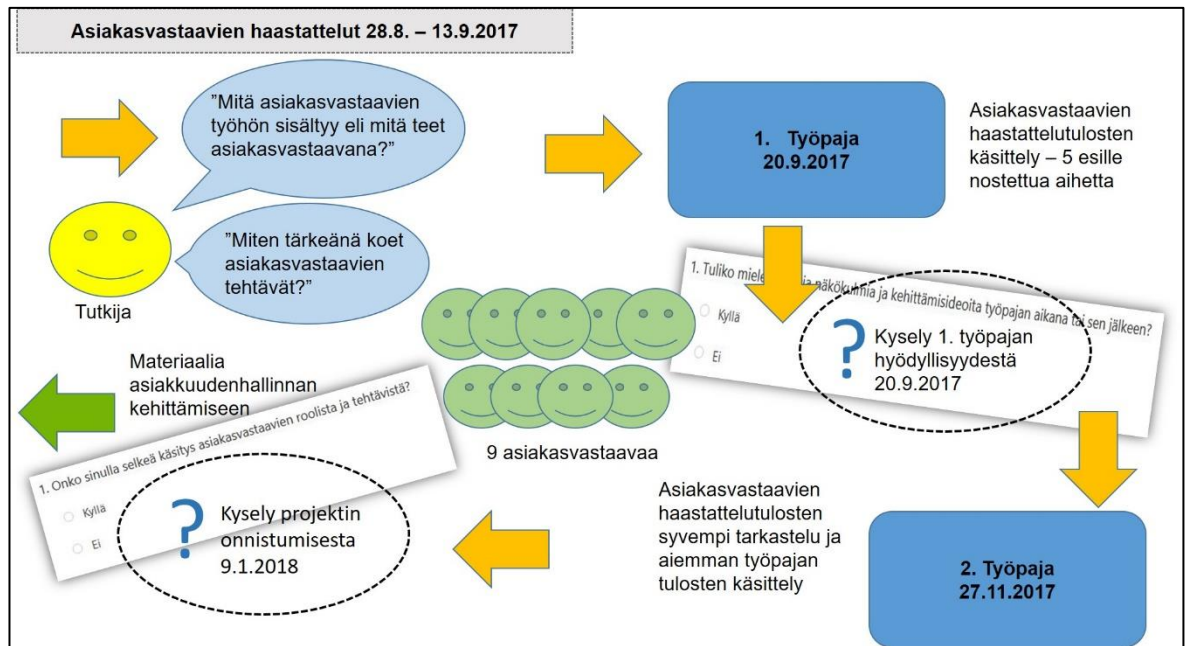 Asiakasvastaavien haastattelut 28.8. – 13.9.2017
”Mitä asiakasvastaavien
työhön sisältyy eli mitä teet
asiakasvastaavana?”
”Miten tärkeänä koet
asiakasvastaavien
tehtävät?”
Tutkija
1. Työpaja
20.9.2017
Asiakasvastaavien
haastattelutulosten
käsittely – 5 esille
nostettua aihetta
1. Tuliko näkökulmia ja kehittämisideoita työpajan aikana tai sen jälkeen?
Kyllä
Ei
?
Kysely 1. työpajan
hyödyllisyydestä
20.9.2017
9 asiakasvastaavaa
2. Työpaja
27.11.2017
Asiakasvastaavien
haastattelutulosten
syvempi tarkastelu ja
aiemman työpajan
tulosten käsittely
1. Onko sinulla selkeä käsitys asiakasvastaavien roolista ja tehtävistä?
Kyllä
Ei
?
Kysely projektin
onnistumisesta
9.1.2018
Materiaalia
asiakkuudenhallinnan
kehittämiseen